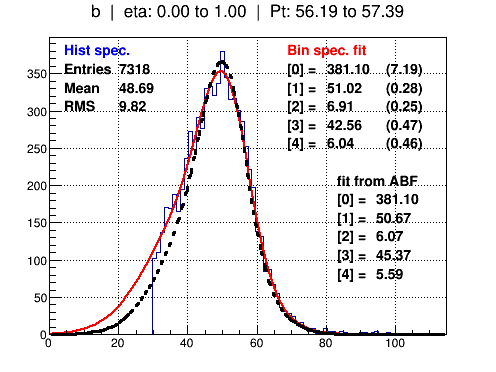 b | eta: 0.00 to 1.00 | Pt: 56.19 to 57.39
Hist spec.
Entries 7318
Mean 48.69
RMS 9.82
Bin spec. fit
[0] = 381.10 (7.19)
[1] = 51.02 (0.28)
[2] = 6.91 (0.25)
[3] = 42.56 (0.47)
[4] = 6.04 (0.46)
fit from ABF
[0] = 381.10
[1] = 50.67
[2] = 6.07
[3] = 45.37
[4] = 5.59
350
300
250
200
150
100
50
0
0 20 40 60 80 100